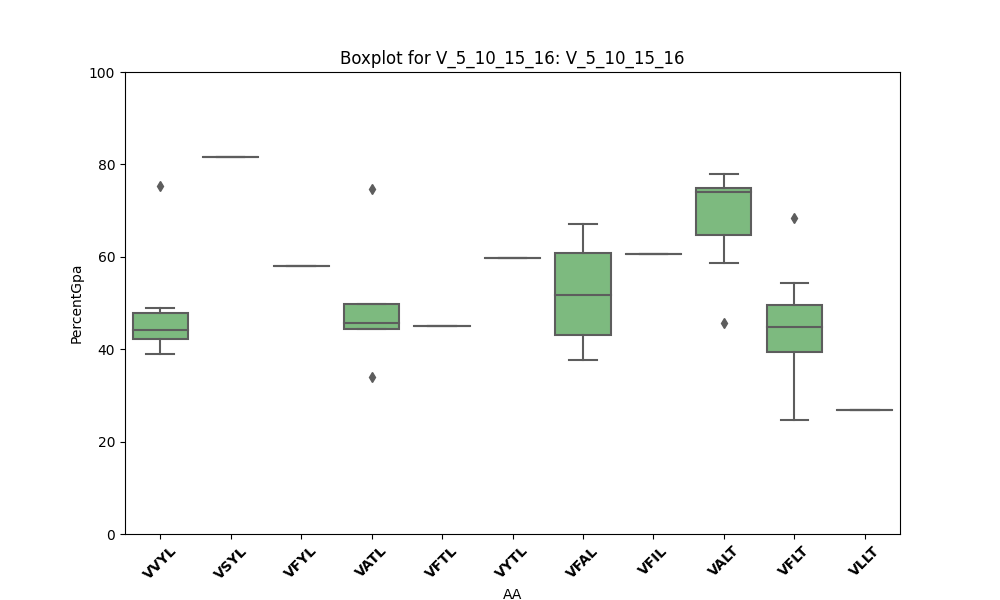 Boxplot for V_5_10_15_16: V_5_10_15_16
100
80
60
40
20
0
PercentGpa
VVYL VSYL VFYL VATL VFTL VYTL VFAL VFIL VALT VFLT VLLT
AA